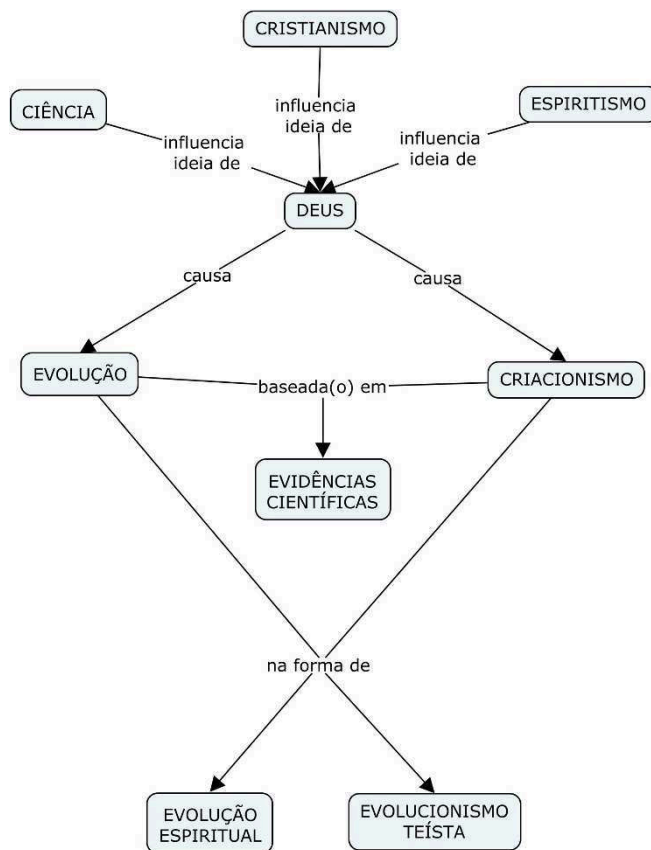 CRISTIANISMO
CIÊNCIA
ESPIRITISMO
influencia
ideia de
influencia
ideia de
influencia
ideia de
DEUS
causa
causa
EVOLUÇÃO
baseada(o) em
CRIACIONISMO
EVIDÊNCIAS
CIENTÍFICAS
na forma de
EVOLUÇÃO
ESPIRITUAL
EVOLUCIONISMO
TEÍSTA